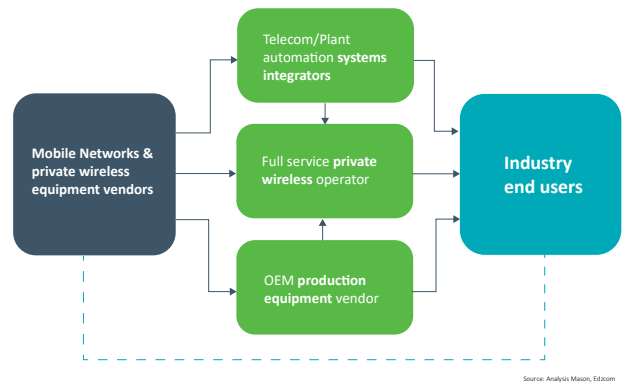 Telecom/Plant
automation systems
integrators
Mobile Networks &
private wireless
equipment vendors
Full service private
wireless operator
Industry
end users
OEM production
equipment vendor
Source: Analysis Mason, Edzcom